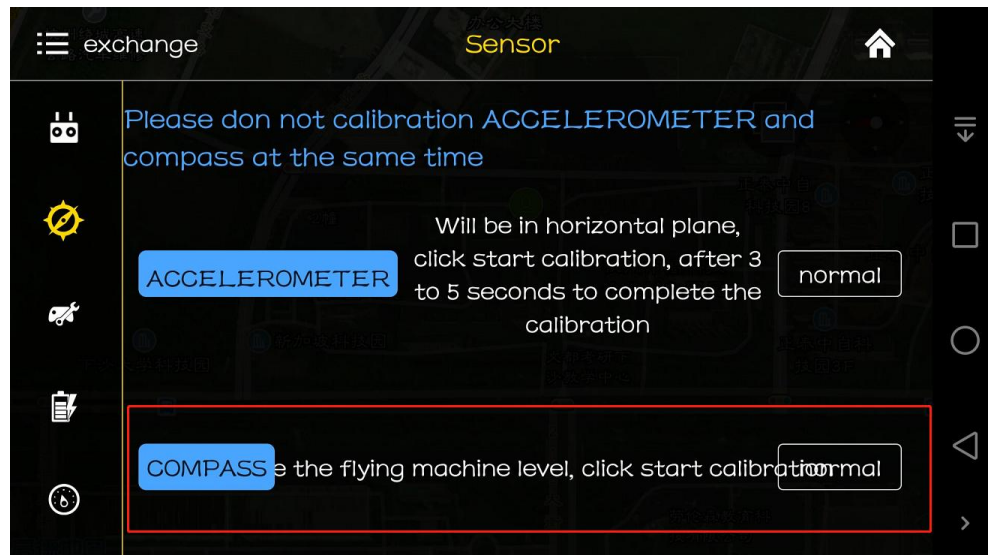 exchange
Sensor
Please don not calibration ACCELEROMETER and
compass at the same time
ACCELEROMETER
Will be in horizontal plane,
click start calibration, after 3
to 5 seconds to complete the
calibration
normal
COMPASS
e the flying machine level, click start calibration
normal